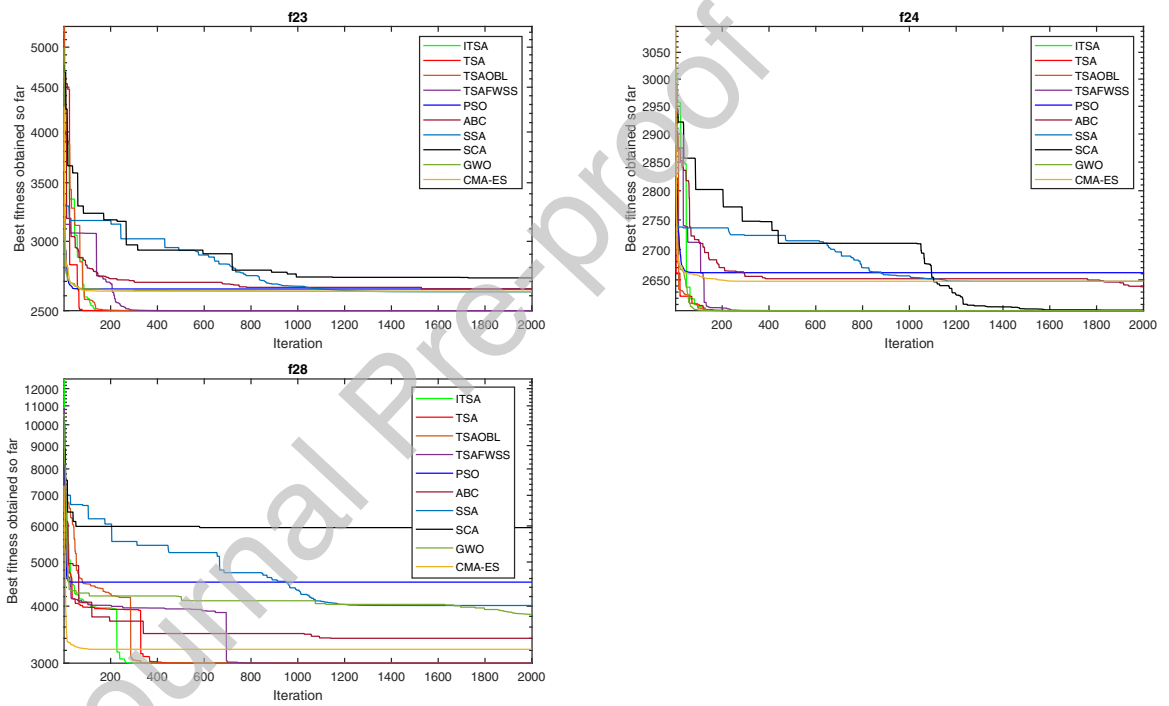 f23
Best fitness obtained so far
5000
4500
4000
3500
3000
2500
200 400 600 800 1000 1200 1400 1600 1800 2000
Iteration
ITSA
TSA
TSAOBL
TSAFWSS
PSO
ABC
SSA
SCA
GWO
CMA-ES
f24
Best fitness obtained so far
3050
3000
2950
2900
2850
2800
2750
2700
2650
200 400 600 800 1000 1200 1400 1600 1800 2000
Iteration
ITSA
TSA
TSAOBL
TSAFWSS
PSO
ABC
SSA
SCA
GWO
CMA-ES
f28
Best fitness obtained so far
12000
11000
10000
9000
8000
7000
6000
5000
4000
3000
200 400 600 800 1000 1200 1400 1600 1800 2000
Iteration
ITSA
TSA
TSAOBL
TSAFWSS
PSO
ABC
SSA
SCA
GWO
CMA-ES
ournal Pre-proof